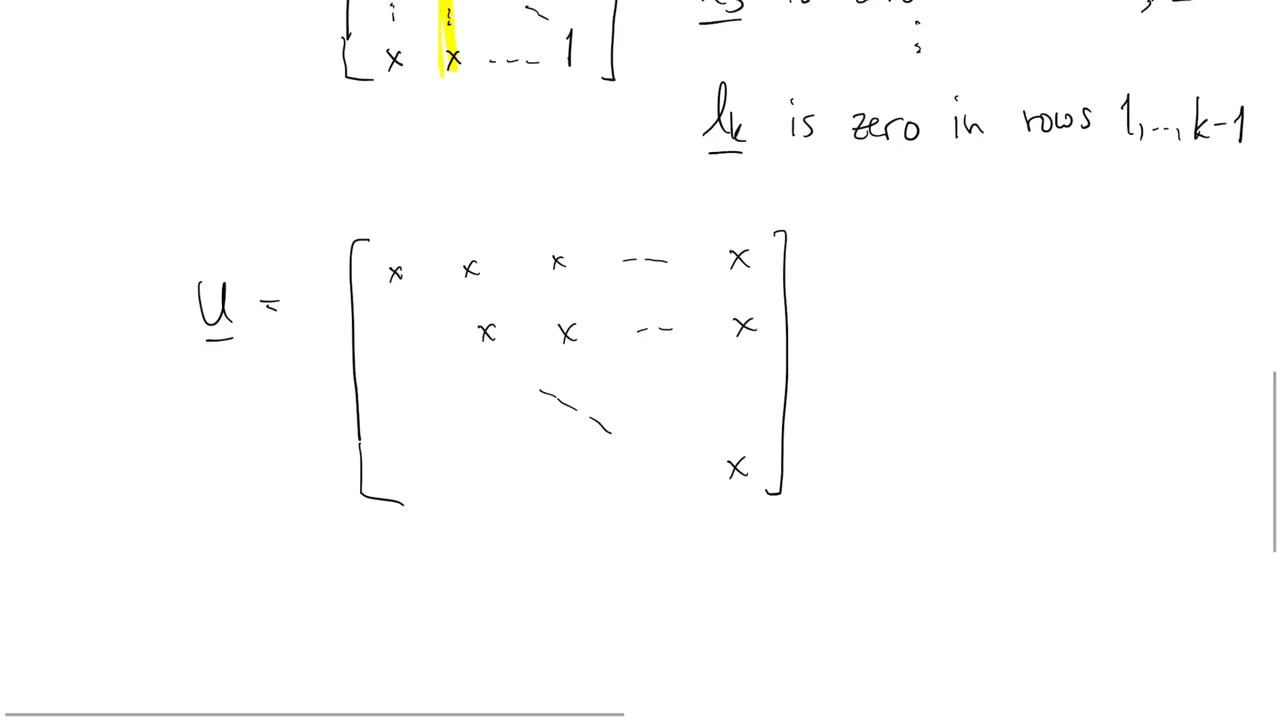 x x --- 1
l_k is zero in rows 1,...,k-1
U = x x x -- x
x x -- x
x